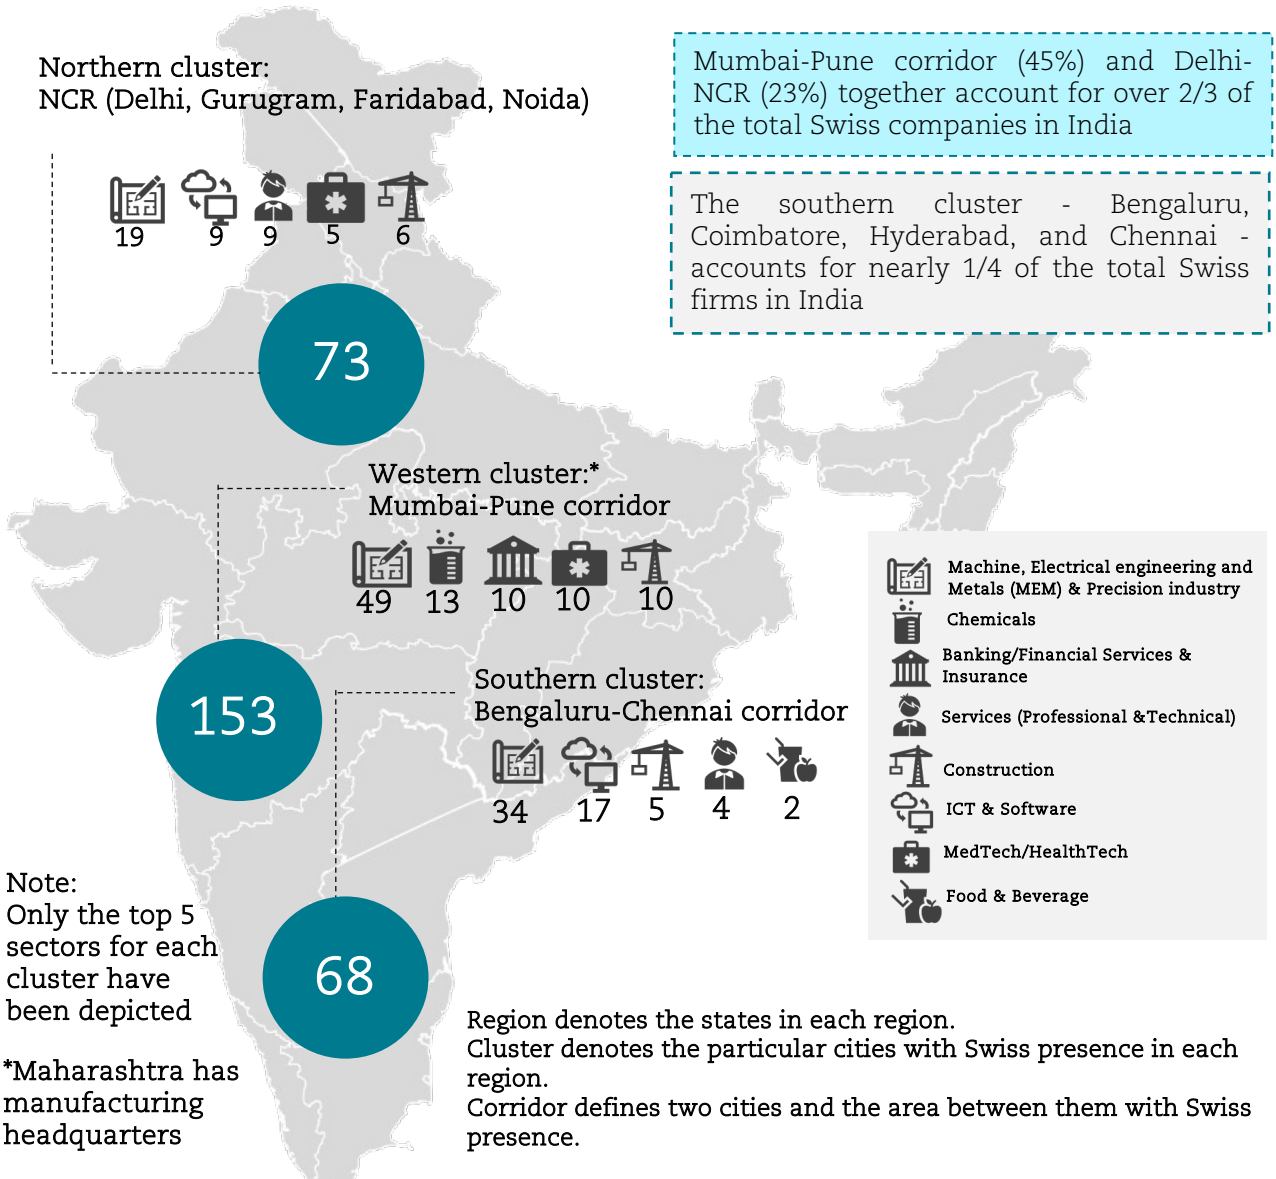 Northern cluster:
NCR (Delhi, Gurugram, Faridabad, Noida)
19 9 9 5 6
73
Mumbai-Pune corridor (45%) and Delhi-
NCR (23%) together account for over 2/3 of
the total Swiss companies in India
The southern cluster - Bengaluru,
Coimbatore, Hyderabad, and Chennai -
accounts for nearly 1/4 of the total Swiss
firms in India
Western cluster:*
Mumbai-Pune corridor
49 13 10 10 10
153
Southern cluster:
Bengaluru-Chennai corridor
34 17 5 4 2
68
Machine, Electrical engineering and
Metals (MEM) & Precision industry
Chemicals
Banking/Financial Services &
Insurance
Services (Professional &Technical)
Construction
ICT & Software
MedTech/HealthTech
Food & Beverage
Note:
Only the top 5
sectors for each
cluster have
been depicted
*Maharashtra has
manufacturing
headquarters
Region denotes the states in each region.
Cluster denotes the particular cities with Swiss presence in each
region.
Corridor defines two cities and the area between them with Swiss
presence.